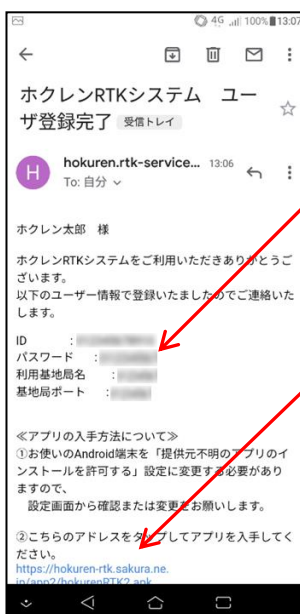 4G 100% 13:07
ホクレンRTKシステム　ユー
ザ登録完了 受信トレイ
H
hokuren.rtk-service... 13:06
To: 自分
ホクレン太郎　様
ホクレンRTKシステムをご利用いただきありがとうご
ざいます。
以下のユーザー情報で登録いたましたのでご連絡いた
します。
ID　　:
パスワード　:
利用基地局名　:
基地局ポート　:
≪アプリの入手方法について≫
①お使いのAndroid端末を「提供元不明のアプリのイ
ンストールを許可する」設定に変更する必要があり
ますので、
　設定画面から確認または変更をお願いします。
②こちらのアドレスをタップしてアプリを入手してく
ださい。
https://hokuren-rtk.sakura.ne.
jp/app2/hokurenRTK2.apk